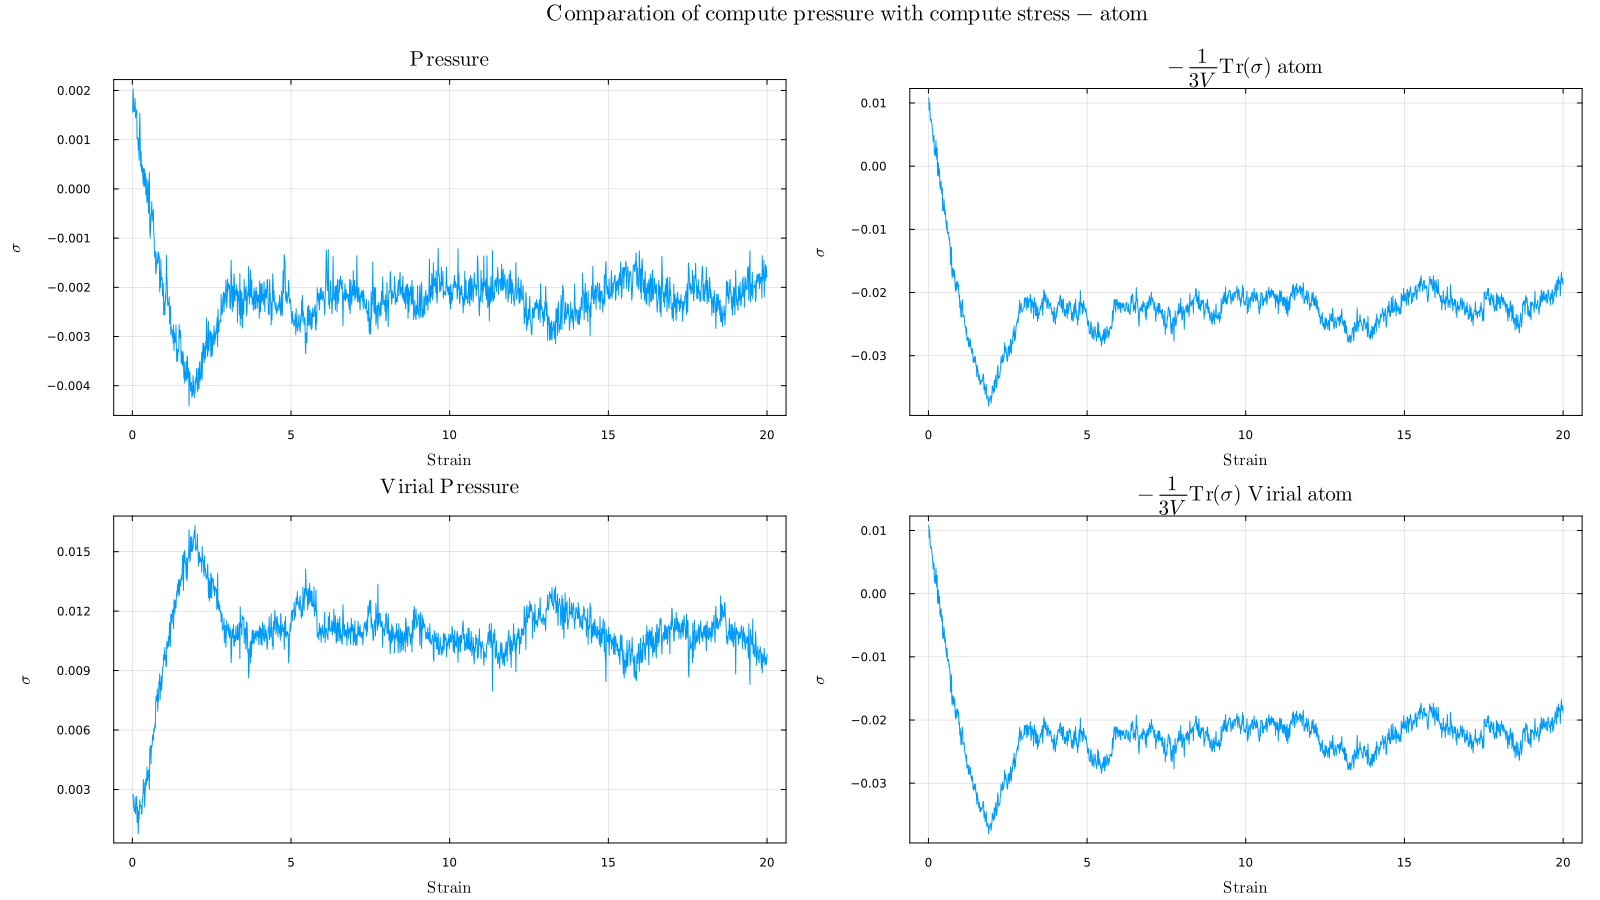 Comparation of compute pressure with compute stress − atom
Pressure
0.002
0.001
0.000
−0.001
−0.002
−0.003
−0.004
σ
0 5 10 15 20
Strain
−1/3V Tr(σ) atom
0.01
0.00
−0.01
−0.02
−0.03
σ
0 5 10 15 20
Strain
Virial Pressure
0.015
0.012
0.009
0.006
0.003
σ
0 5 10 15 20
Strain
−1/3V Tr(σ) Virial atom
0.01
0.00
−0.01
−0.02
−0.03
σ
0 5 10 15 20
Strain